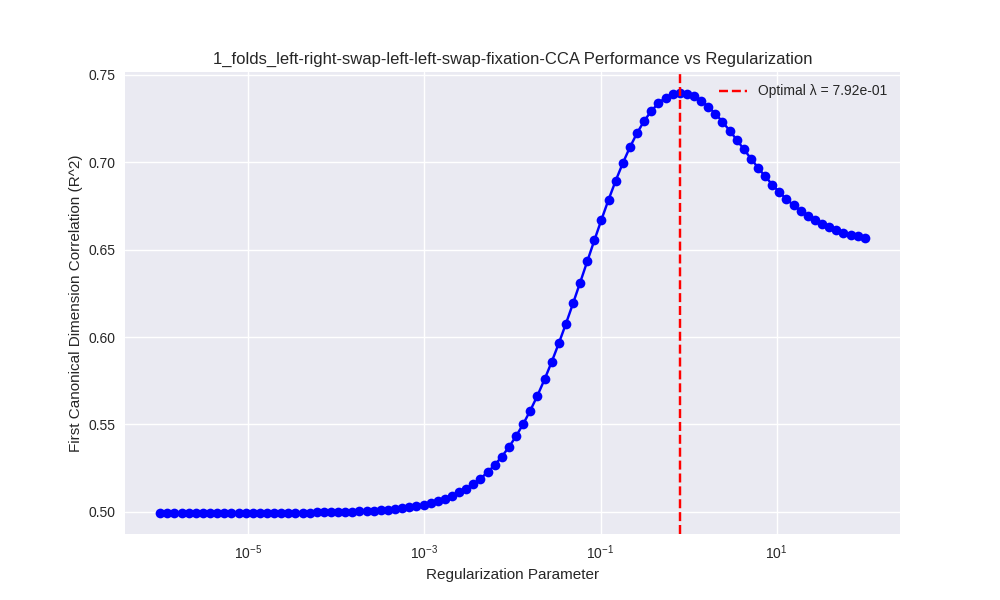 1_folds_left-right-swap-left-left-swap-fixation-CCA Performance vs Regularization
Optimal λ = 7.92e-01
First Canonical Dimension Correlation (R^2)
0.75
0.70
0.65
0.60
0.55
0.50
10⁻⁵
10⁻³
10⁻¹
10¹
Regularization Parameter